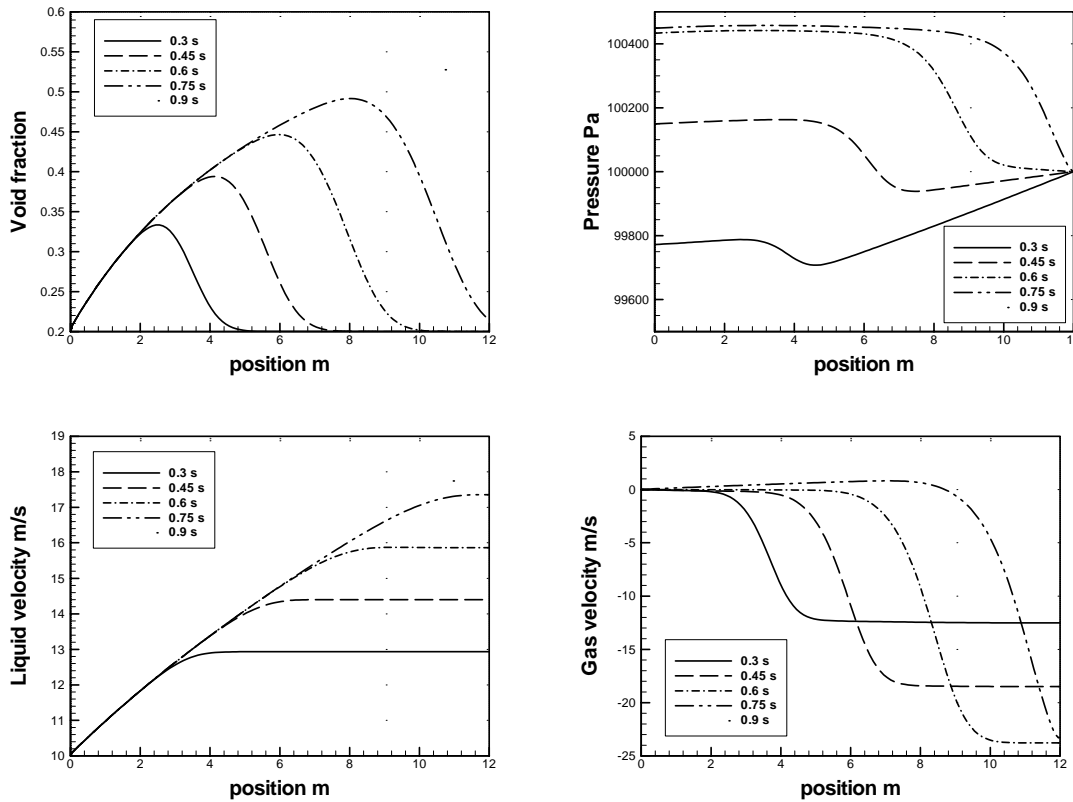 0.6
0.55
0.5
0.45
0.4
0.35
0.3
0.25
0.2
0 2 4 6 8 10 12
Void fraction
position m
0.3 s
0.45 s
0.6 s
0.75 s
0.9 s
100400
100200
100000
99800
99600
0 2 4 6 8 10
Pressure Pa
position m
0.3 s
0.45 s
0.6 s
0.75 s
0.9 s
19
18
17
16
15
14
13
12
11
10
0 2 4 6 8 10 12
Liquid velocity m/s
position m
0.3 s
0.45 s
0.6 s
0.75 s
0.9 s
5
0
-5
-10
-15
-20
-25
0 2 4 6 8 10 12
Gas velocity m/s
position m
0.3 s
0.45 s
0.6 s
0.75 s
0.9 s